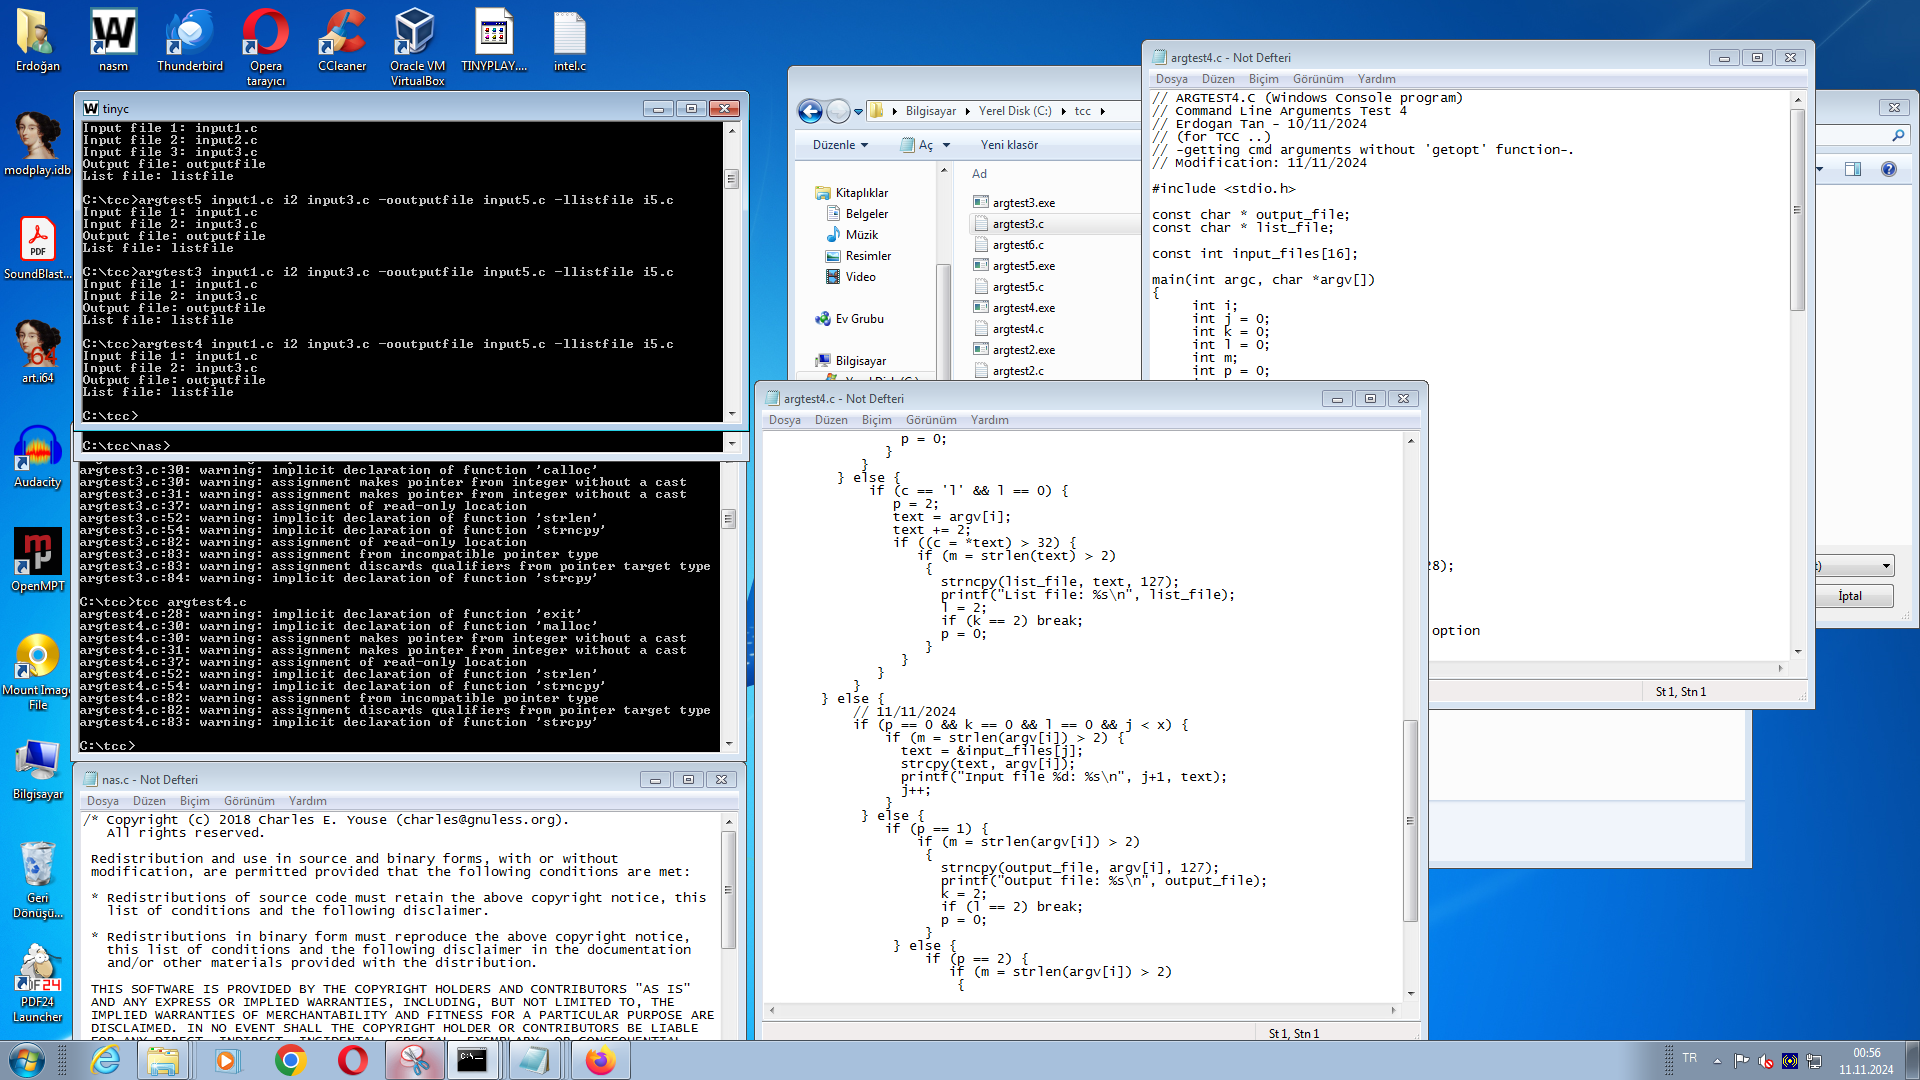 Erdoğan
nasm
Thunderbird
Opera tarayıcı
CCleaner
Oracle VM VirtualBox
TINYPLAY....
intel.c
modplay.idb
PDF
SoundBlast...
64
art.i64
Audacity
OpenMPT
Mount Image File
Bilgisayar
Geri Dönüşü...
PDF24 Launcher
tinyc
Input file 1: input1.c
Input file 2: input2.c
Input file 3: input3.c
Output file: outputfile
List file: listfile
C:\tcc>argtest5 input1.c i2 input3.c -ooutputfile input5.c -llistfile i5.c
Input file 1: input1.c
Input file 2: input3.c
Output file: outputfile
List file: listfile
C:\tcc>argtest3 input1.c i2 input3.c -ooutputfile input5.c -llistfile i5.c
Input file 1: input1.c
Input file 2: input3.c
Output file: outputfile
List file: listfile
C:\tcc>argtest4 input1.c i2 input3.c -ooutputfile input5.c -llistfile i5.c
Input file 1: input1.c
Input file 2: input3.c
Output file: outputfile
List file: listfile
C:\tcc>
C:\tcc\nas>
argtest3.c:30: warning: implicit declaration of function 'calloc'
argtest3.c:30: warning: assignment makes pointer from integer without a cast
argtest3.c:31: warning: assignment makes pointer from integer without a cast
argtest3.c:37: warning: assignment of read-only location
argtest3.c:52: warning: implicit declaration of function 'strlen'
argtest3.c:54: warning: implicit declaration of function 'strncpy'
argtest3.c:82: warning: assignment of read-only location
argtest3.c:83: warning: assignment from incompatible pointer type
argtest3.c:83: warning: assignment discards qualifiers from pointer target type
argtest3.c:84: warning: implicit declaration of function 'strcpy'
C:\tcc>tcc argtest4.c
argtest4.c:28: warning: implicit declaration of function 'exit'
argtest4.c:30: warning: implicit declaration of function 'malloc'
argtest4.c:30: warning: assignment makes pointer from integer without a cast
argtest4.c:31: warning: assignment makes pointer from integer without a cast
argtest4.c:37: warning: assignment of read-only location
argtest4.c:52: warning: implicit declaration of function 'strlen'
argtest4.c:54: warning: implicit declaration of function 'strncpy'
argtest4.c:82: warning: assignment from incompatible pointer type
argtest4.c:82: warning: assignment discards qualifiers from pointer target type
argtest4.c:83: warning: implicit declaration of function 'strcpy'
C:\tcc>
nas.c - Not Defteri
Dosya Düzen Biçim Görünüm Yardım
/* Copyright (c) 2018 Charles E. Youse (charles@gnuless.org).
All rights reserved.
Redistribution and use in source and binary forms, with or without
modification, are permitted provided that the following conditions are met:
* Redistributions of source code must retain the above copyright notice, this
list of conditions and the following disclaimer.
* Redistributions in binary form must reproduce the above copyright notice,
this list of conditions and the following disclaimer in the documentation
and/or other materials provided with the distribution.
THIS SOFTWARE IS PROVIDED BY THE COPYRIGHT HOLDERS AND CONTRIBUTORS "AS IS"
AND ANY EXPRESS OR IMPLIED WARRANTIES, INCLUDING, BUT NOT LIMITED TO, THE
IMPLIED WARRANTIES OF MERCHANTABILITY AND FITNESS FOR A PARTICULAR PURPOSE ARE
DISCLAIMED. IN NO EVENT SHALL THE COPYRIGHT HOLDER OR CONTRIBUTORS BE LIABLE
Bilgisayar Yerel Disk (C:) tcc
Düzenle Aç Yeni klasör
Kitaplıklar
Belgeler
Müzik
Resimler
Video
Ev Grubu
Bilgisayar
Ad
argtest3.exe
argtest3.c
argtest6.c
argtest5.exe
argtest5.c
argtest4.exe
argtest4.c
argtest2.exe
argtest2.c
argtest4.c - Not Defteri
Dosya Düzen Biçim Görünüm Yardım
// ARGTEST4.C (Windows Console program)
// Command Line Arguments Test 4
// Erdogan Tan - 10/11/2024
// (for TCC ..)
// -getting cmd arguments without 'getopt' function-.
// Modification: 11/11/2024
#include <stdio.h>
const char * output_file;
const char * list_file;
const int input_files[16];
main(int argc, char *argv[])
{
int i;
int j = 0;
int k = 0;
int l = 0;
int m;
int p = 0;
28);
option
St 1, Stn 1
İptal
argtest4.c - Not Defteri
Dosya Düzen Biçim Görünüm Yardım
p = 0;
}
}
} else {
if (c == 'l' && l == 0) {
p = 2;
text = argv[i];
text += 2;
if ((c = *text) > 32) {
if (m = strlen(text) > 2)
{
strncpy(list_file, text, 127);
printf("List file: %s\n", list_file);
l = 2;
if (k == 2) break;
p = 0;
}
}
}
}
} else {
// 11/11/2024
if (p == 0 && k == 0 && l == 0 && j < x) {
if (m = strlen(argv[i]) > 2) {
text = &input_files[j];
strcpy(text, argv[i]);
printf("Input file %d: %s\n", j+1, text);
j++;
}
} else {
if (p == 1) {
if (m = strlen(argv[i]) > 2)
{
strncpy(output_file, argv[i], 127);
printf("Output file: %s\n", output_file);
k = 2;
if (l == 2) break;
p = 0;
}
} else {
if (p == 2) {
if (m = strlen(argv[i]) > 2)
{
St 1, Stn 1
TR
00:56
11.11.2024